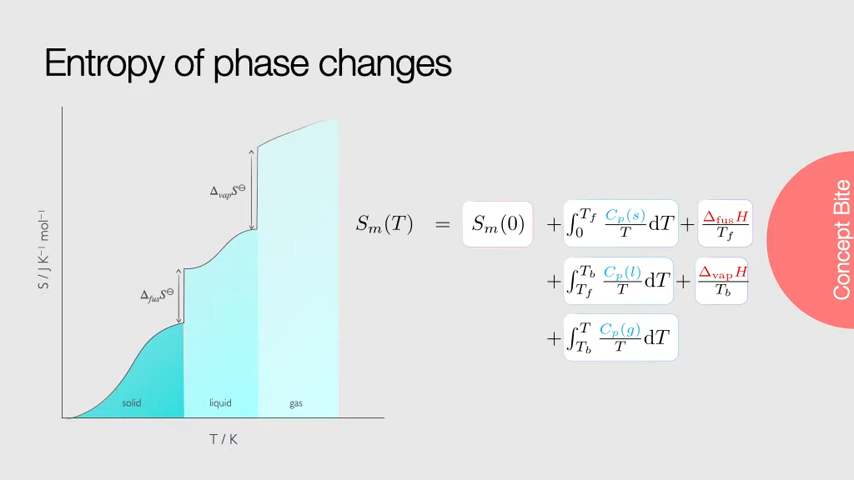 Entropy of phase changes
S / J K⁻¹ mol⁻¹
Δ_vap S^⊖
Δ_fus S^⊖
solid
liquid
gas
T / K
S_m(T) = S_m(0) + ∫_0^{T_f} C_p(s)/T dT + Δ_fus H/T_f
+ ∫_{T_f}^{T_b} C_p(l)/T dT + Δ_vap H/T_b
+ ∫_{T_b}^{T} C_p(g)/T dT
Concept Bite